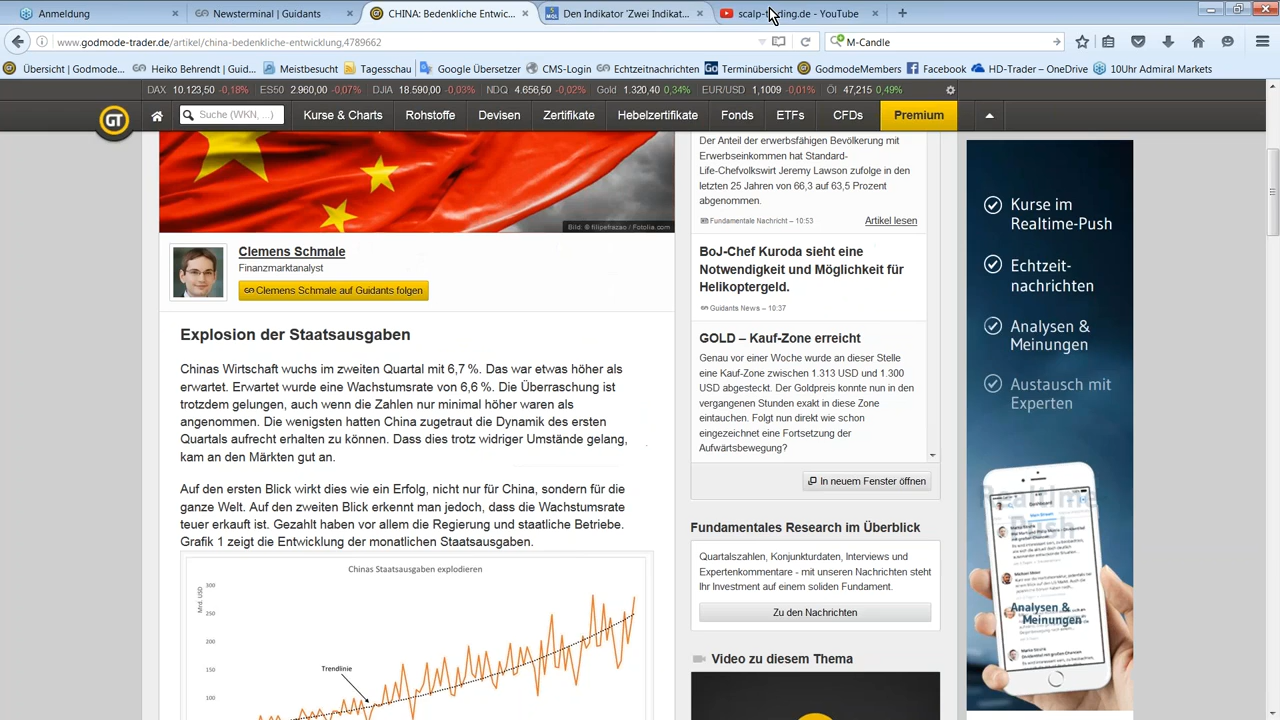 Anmeldung
Newsterminal | Guidants
CHINA: Bedenkliche Entwic...
Der Indikator 'Zwei Indikat...
scalp-trading.de - YouTube
www.godmode-trader.de/artikel/china-bedenkliche-entwicklung,4789662
M-Candle
Übersicht | Godmode...
Heiko Behrendt | Guid...
Meistbesucht
Tagesschau
Google Übersetzer
CMS-Login
Echtzeitnachrichten
Terminübersicht
GodmodeMembers
Facebook
HD-Trader – OneDrive
10Uhr Admiral Markets
DAX 10.123,50 -0,18%
ES50 2.960,00 -0,07%
DJIA 18.590,00 -0,03%
NDQ 4.656,50 -0,02%
Gold 1.320,40 0,34%
EUR/USD 1,1009 -0,01%
ÖL 47,215 0,49%
GT
Suche (WKN, ...)
Kurse & Charts
Rohstoffe
Devisen
Zertifikate
Hebelzertifikate
Fonds
ETFs
CFDs
Premium
Bild: © filipefrazao / Fotolia.com
Clemens Schmale
Finanzmarktanalyst
Clemens Schmale auf Guidants folgen
Explosion der Staatsausgaben
Chinas Wirtschaft wuchs im zweiten Quartal mit 6,7 %. Das war etwas höher als
erwartet. Erwartet wurde eine Wachstumsrate von 6,6 %. Die Überraschung ist
trotzdem gelungen, auch wenn die Zahlen nur minimal höher waren als
angenommen. Die wenigsten hatten China zugetraut die Dynamik des ersten
Quartals aufrecht erhalten zu können. Dass dies trotz widriger Umstände gelang,
kam an den Märkten gut an.
Auf den ersten Blick wirkt dies wie ein Erfolg, nicht nur für China, sondern für die
ganze Welt. Auf den zweiten Blick erkennt man jedoch, dass die Wachstumsrate
teuer erkauft ist. Gezahlt haben vor allem die Regierung und staatliche Betriebe.
Grafik 1 zeigt die Entwicklung der monatlichen Staatsausgaben.
Staatsausgaben explodieren
Mrd. USD
300
250
200
150
100
Trendlinie
Der Anteil der erwerbsfähigen Bevölkerung mit
Erwerbseinkommen hat Standard-
Life-Chefvolkswirt Jeremy Lawson zufolge in den
letzten 25 Jahren von 66,3 auf 63,5 Prozent
abgenommen.
Fundamentale Nachricht – 10:53
Artikel lesen
BoJ-Chef Kuroda sieht eine
Notwendigkeit und Möglichkeit für
Helikoptergeld.
Guidants News – 10:37
GOLD – Kauf-Zone erreicht
Genau vor einer Woche wurde an dieser Stelle
eine Kauf-Zone zwischen 1.313 USD und 1.300
USD abgesteckt. Der Goldpreis konnte nun in den
vergangenen Stunden exakt in diese Zone
eintauchen. Folgt nun direkt wie schon
eingezeichnet eine Fortsetzung der
Aufwärtsbewegung?
In neuem Fenster öffnen
Fundamentales Research im Überblick
Quartalszahlen, Konjunkturdaten, Interviews und
Expertenkommentare - mit unseren Nachrichten steht
Ihr Investment auf einem soliden Fundament.
Zu den Nachrichten
Video zu diesem Thema
Kurse im
Realtime-Push
Echtzeit-
nachrichten
Analysen &
Meinungen
Austausch mit
Experten
Realtime
Push
Analysen &
Meinungen